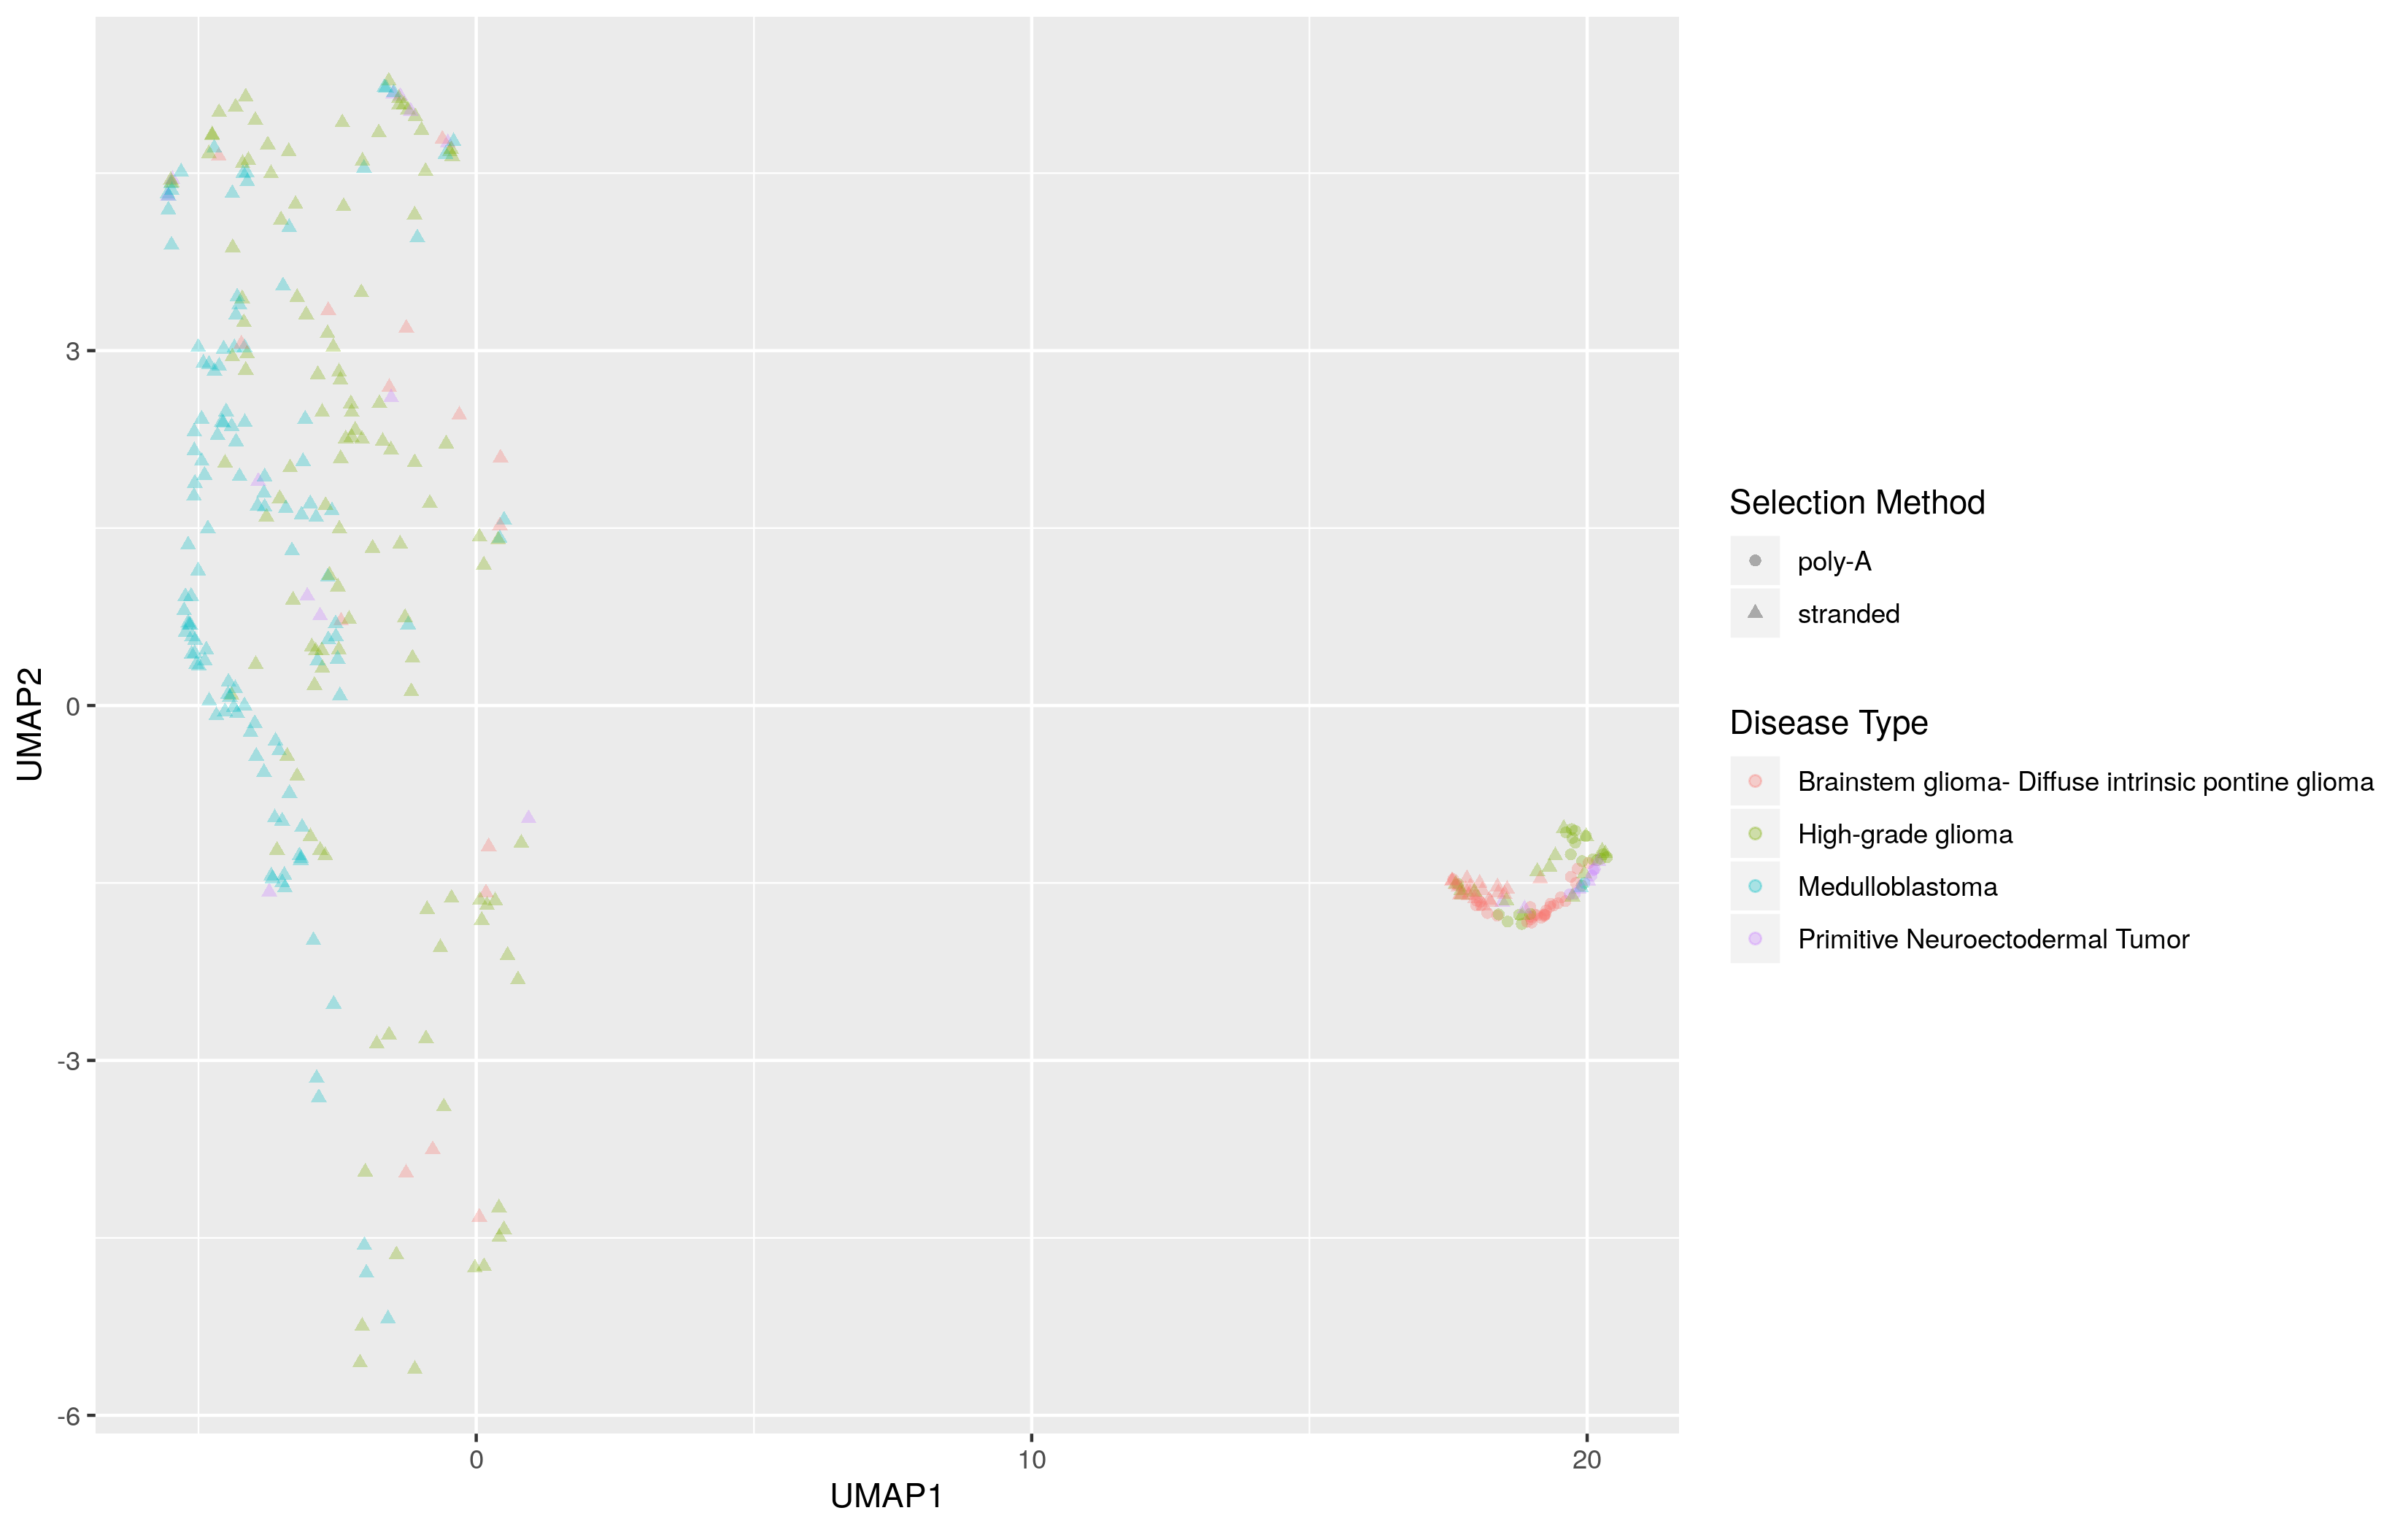 3
0
-3
-6
UMAP2
0
10
20
UMAP1
Selection Method
poly-A
stranded
Disease Type
Brainstem glioma- Diffuse intrinsic pontine glioma
High-grade glioma
Medulloblastoma
Primitive Neuroectodermal Tumor